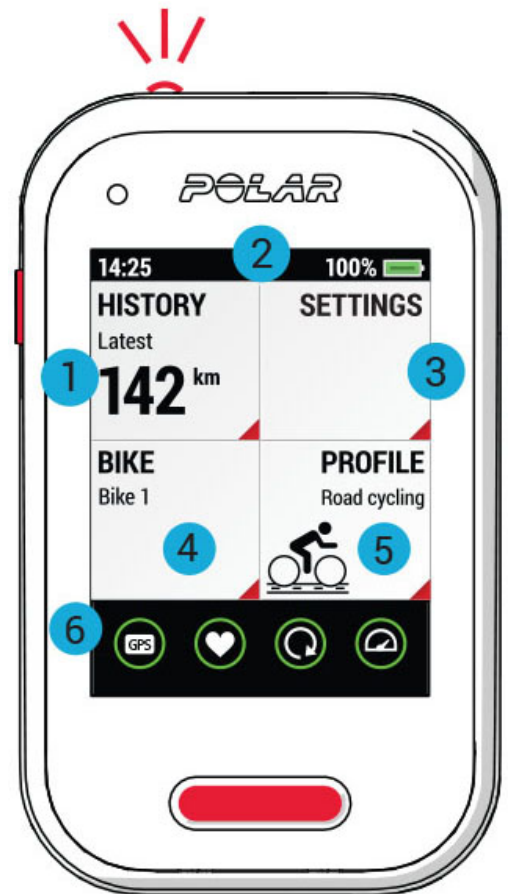 POLAR
2
14:25 100%
HISTORY SETTINGS
Latest
1 142 km 3
BIKE PROFILE
Bike 1 Road cycling
4 5
6 GPS